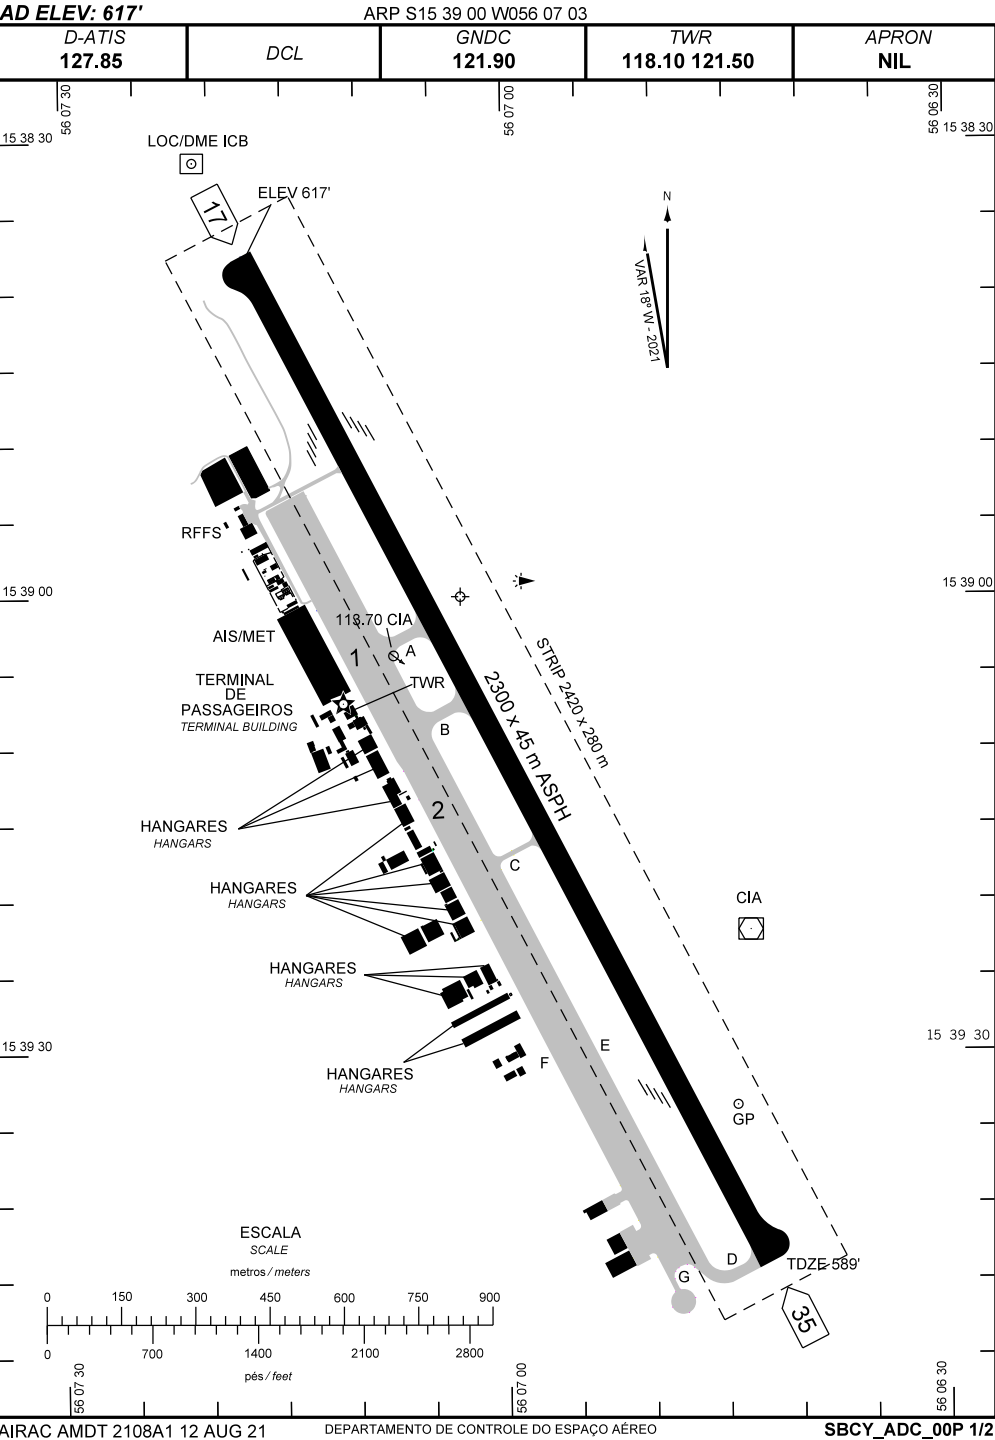 AD ELEV: 617'
ARP S15 39 00 W056 07 03
D-ATIS
127.85
DCL
GNDC
121.90
TWR
118.10 121.50
APRON
NIL
56 07 30
56 07 00
56 06 30
15 38 30
15 38 30
LOC/DME ICB
17
ELEV 617'
N
VAR 18º W - 2021
RFFS
15 39 00
15 39 00
113.70 CIA
AIS/MET
1
A
STRIP 2420 x 280 m
TERMINAL
DE
PASSAGEIROS
TERMINAL BUILDING
TWR
2300 x 45 m ASPH
B
2
HANGARES
HANGARS
C
HANGARES
HANGARS
CIA
HANGARES
HANGARS
15 39 30
15 39 30
E
F
HANGARES
HANGARS
GP
ESCALA
SCALE
metros / meters
D
TDZE 589'
G
35
0 150 300 450 600 750 900
0 700 1400 2100 2800
pés / feet
56 07 30
56 07 00
56 06 30
AIRAC AMDT 2108A1 12 AUG 21
DEPARTAMENTO DE CONTROLE DO ESPAÇO AÉREO
SBCY_ADC_00P 1/2